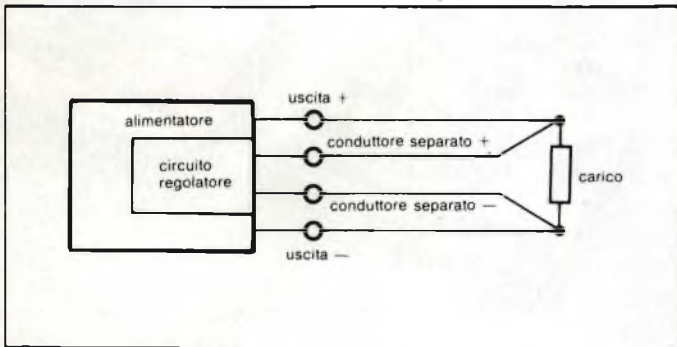 uscita +
alimentatore
conduttore separato +
circuito
regolatore
carico
conduttore separato —
uscita —